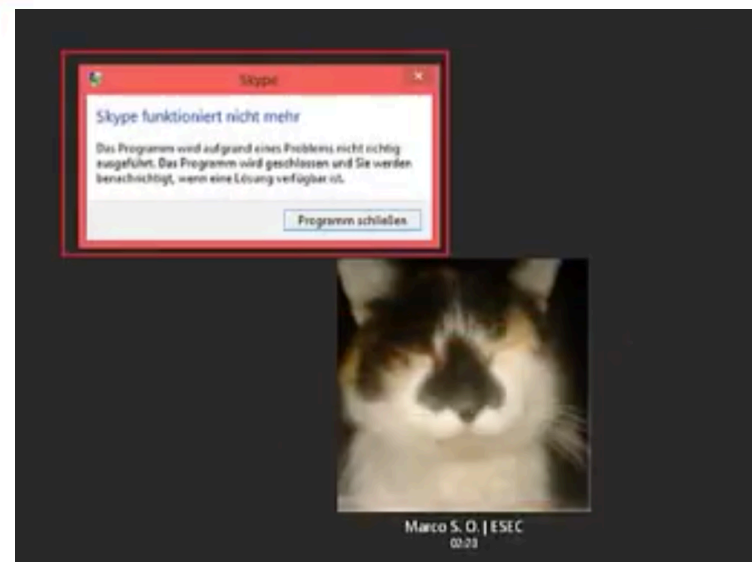 Skype
Skype funktioniert nicht mehr
Das Programm wird aufgrund eines Problems nicht richtig
ausgeführt. Das Programm wird geschlossen und Sie werden
benachrichtigt, wenn eine Lösung verfügbar ist.
Programm schließen
Marco S. O. | ESEC
02:23